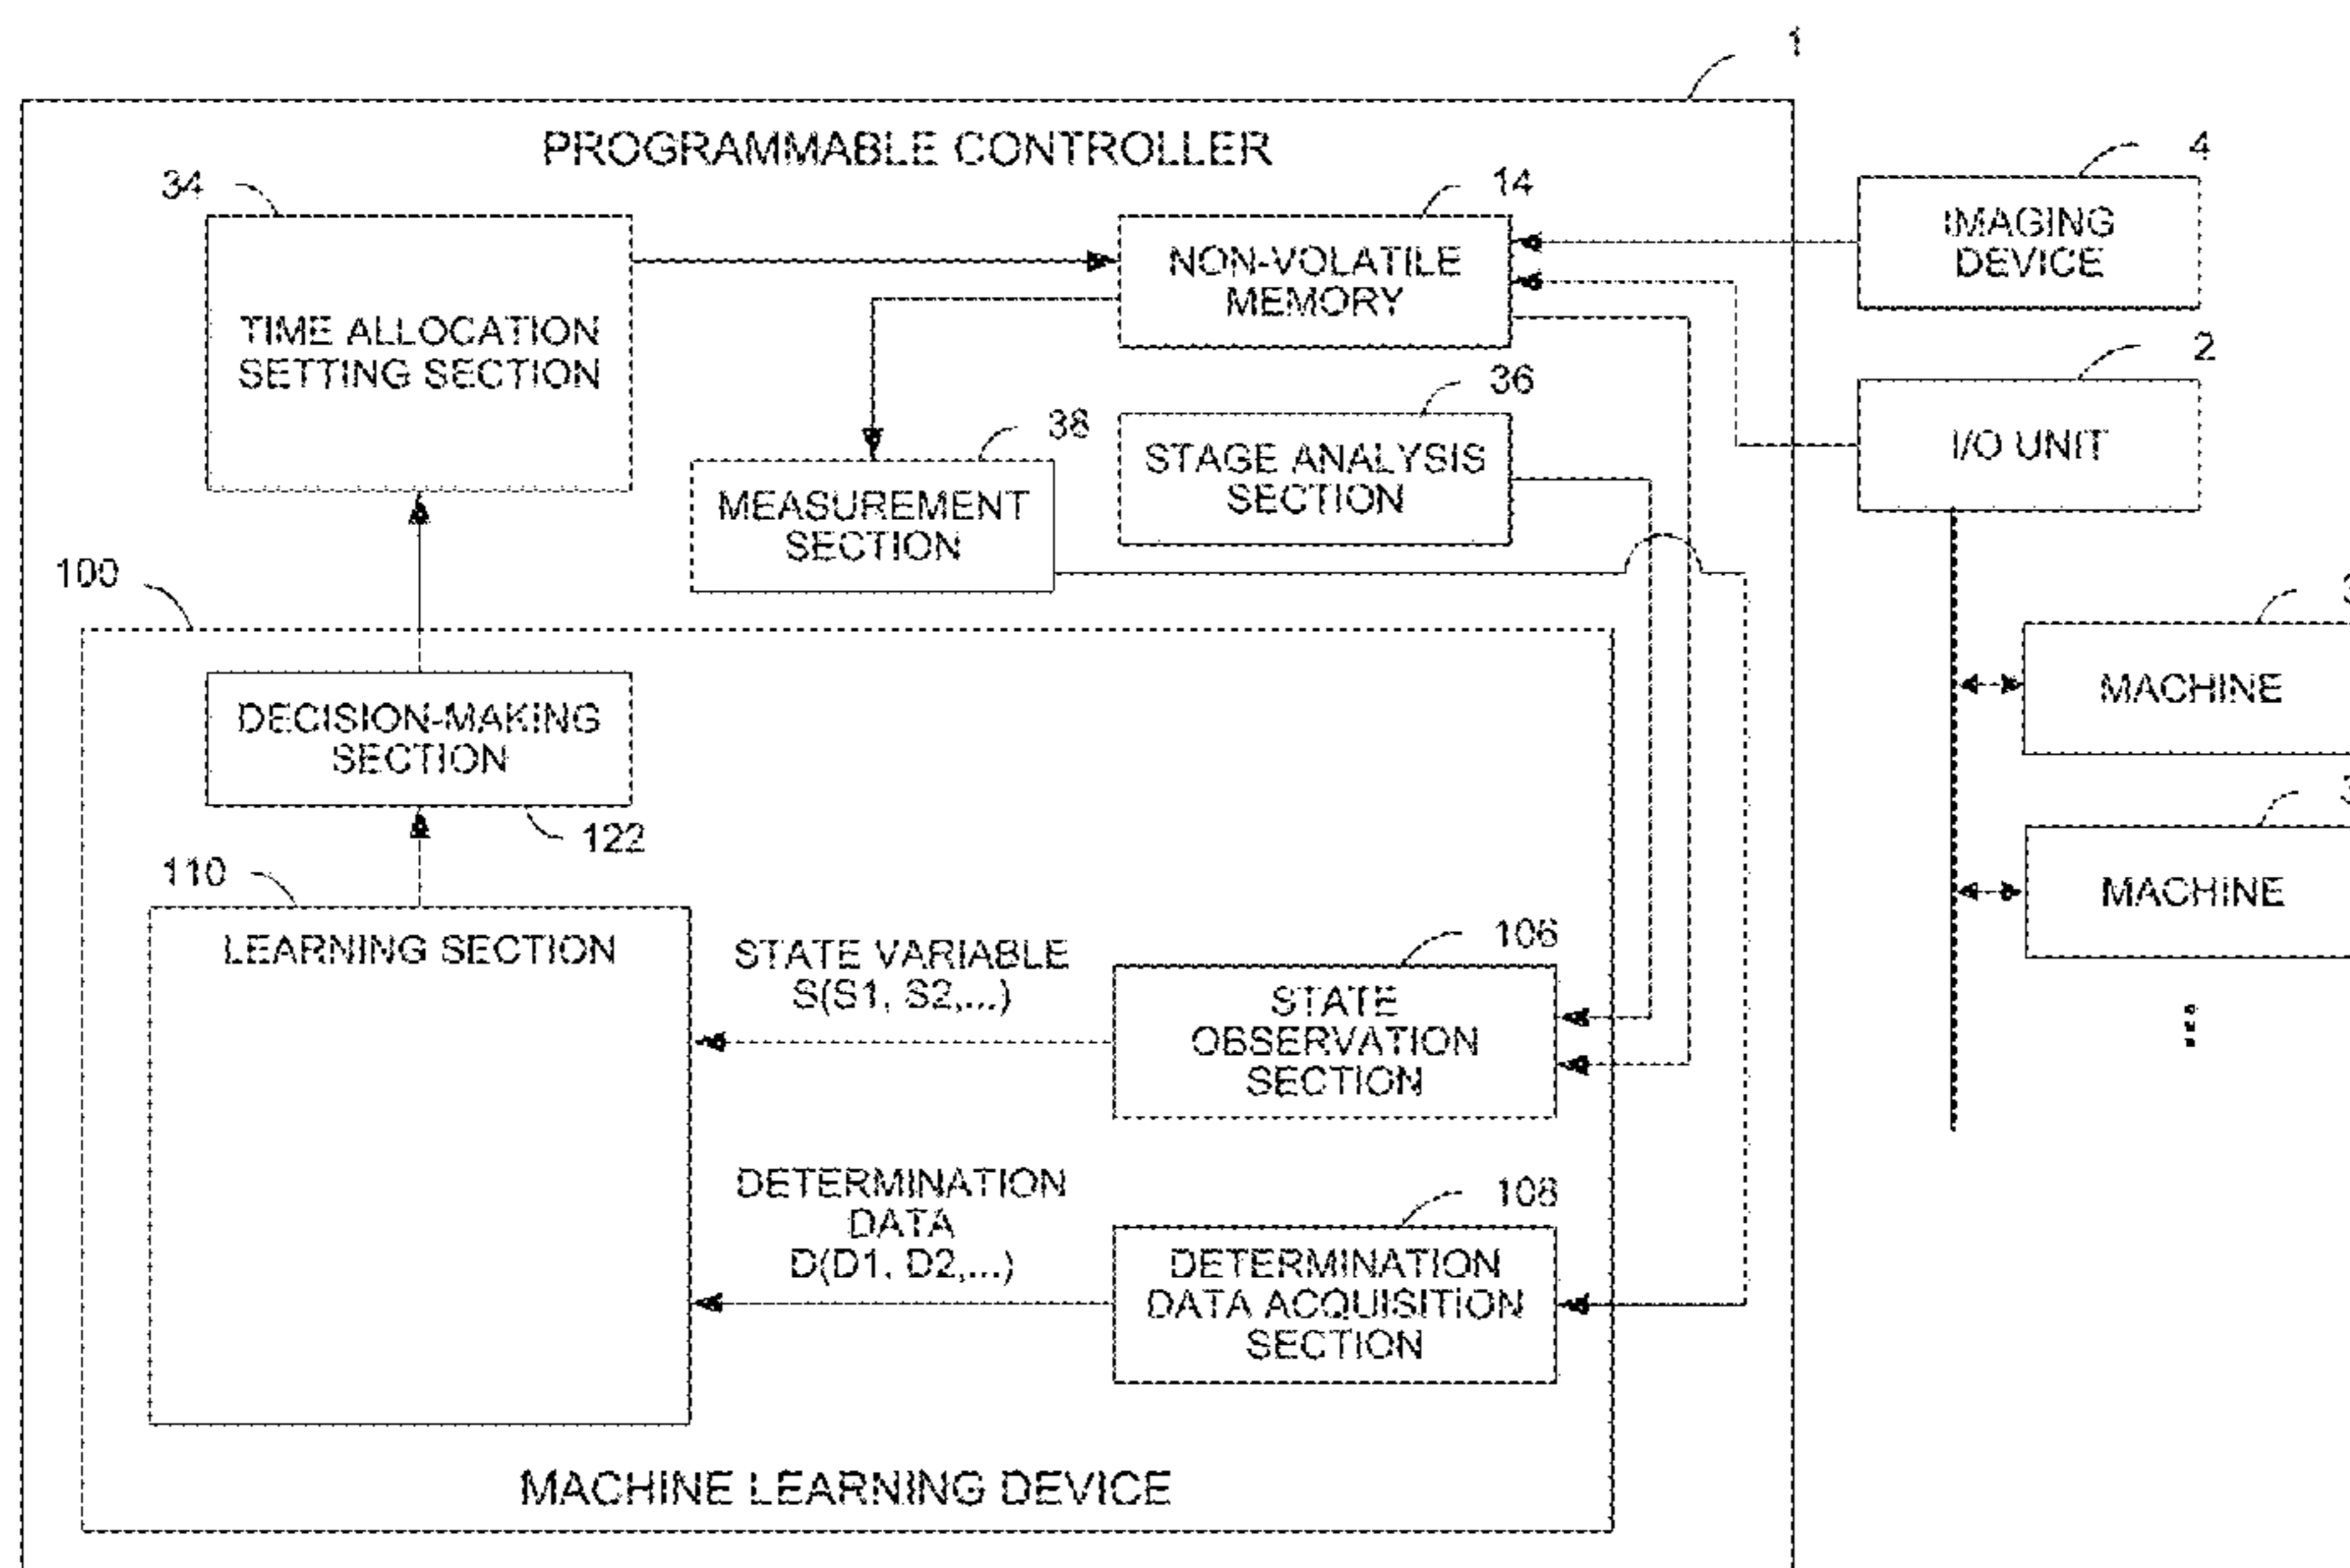 1
PROGRAMMABLE CONTROLLER
34
14
4
NON-VOLATILE
MEMORY
IMAGING
DEVICE
TIME ALLOCATION
SETTING SECTION
2
36
I/O UNIT
38
STAGE ANALYSIS
SECTION
MEASUREMENT
SECTION
100
3
MACHINE
DECISION-MAKING
SECTION
122
3
MACHINE
110
LEARNING SECTION
STATE VARIABLE
S(S1, S2,...)
106
STATE
OBSERVATION
SECTION
DETERMINATION
DATA
D(D1, D2,...)
108
DETERMINATION
DATA ACQUISITION
SECTION
MACHINE LEARNING DEVICE